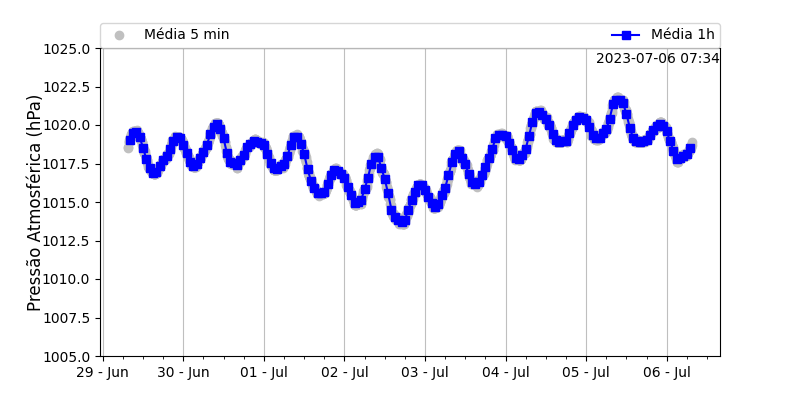 Média 5 min
Média 1h
2023-07-06 07:34
Pressão Atmosférica (hPa)
1025.0
1022.5
1020.0
1017.5
1015.0
1012.5
1010.0
1007.5
1005.0
29 - Jun
30 - Jun
01 - Jul
02 - Jul
03 - Jul
04 - Jul
05 - Jul
06 - Jul